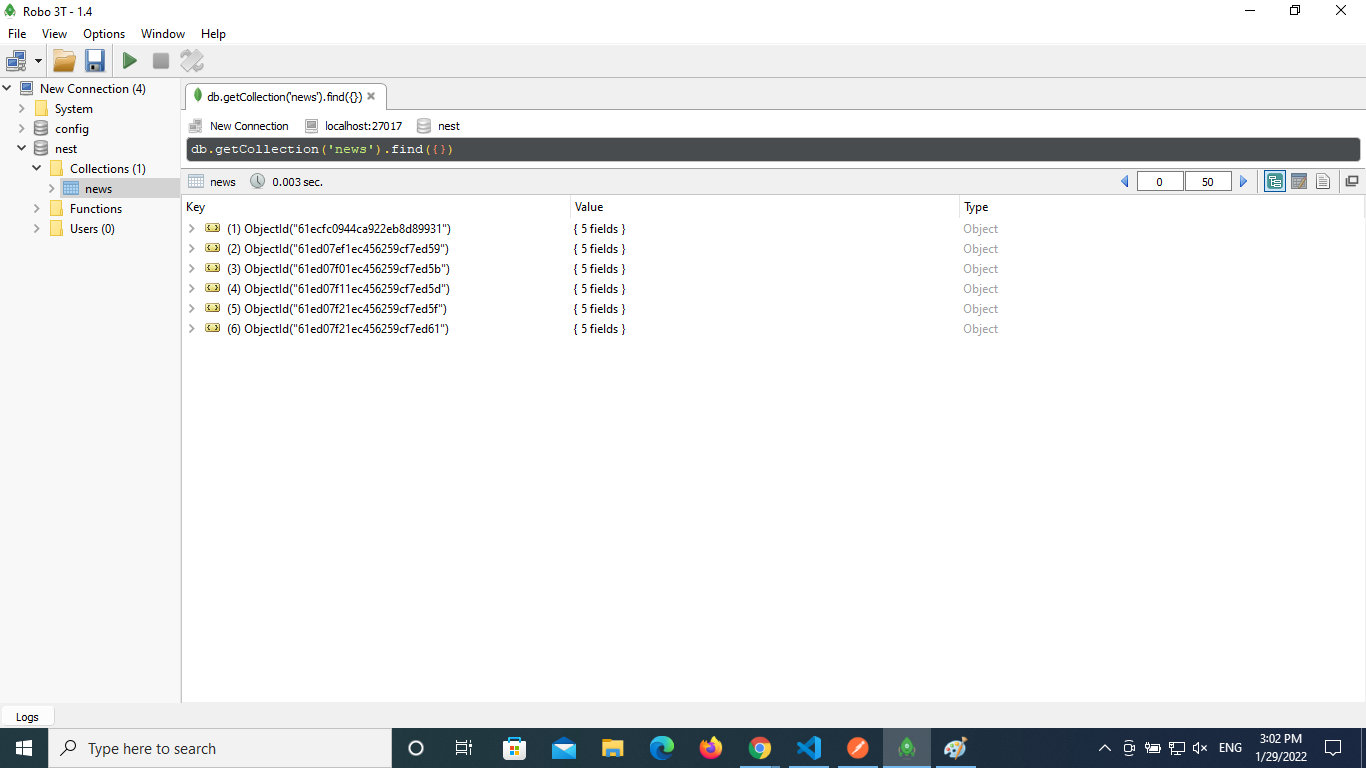 Robo 3T - 1.4
File View Options Window Help
New Connection (4)
System
config
nest
Collections (1)
news
Functions
Users (0)
db.getCollection('news').find({})
New Connection localhost:27017 nest
db.getCollection('news').find({})
news 0.003 sec. 0 50
Key Value Type
(1) ObjectId("61ecfc0944ca922eb8d89931") { 5 fields } Object
(2) ObjectId("61ed07ef1ec456259cf7ed59") { 5 fields } Object
(3) ObjectId("61ed07f01ec456259cf7ed5b") { 5 fields } Object
(4) ObjectId("61ed07f11ec456259cf7ed5d") { 5 fields } Object
(5) ObjectId("61ed07f21ec456259cf7ed5f") { 5 fields } Object
(6) ObjectId("61ed07f21ec456259cf7ed61") { 5 fields } Object
Logs
Type here to search
ENG
3:02 PM
1/29/2022